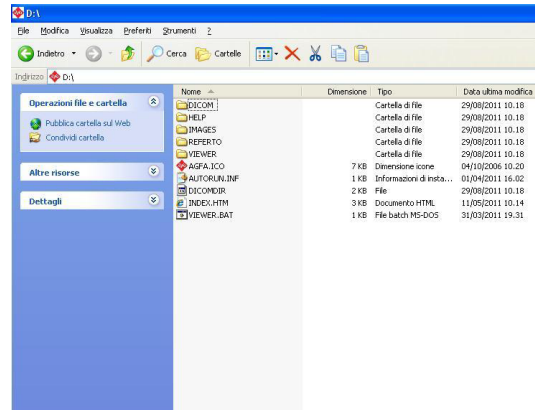 D:\
File Modifica Visualizza Preferiti Strumenti ?
Indietro Cerca Cartelle
Indirizzo D:\
Operazioni file e cartella
Pubblica cartella sul Web
Condividi cartella
Altre risorse
Dettagli
Nome Dimensione Tipo Data ultima modifica
DICOM Cartella di file 29/08/2011 10.18
HELP Cartella di file 29/08/2011 10.18
IMAGES Cartella di file 29/08/2011 10.18
REFERTO Cartella di file 29/08/2011 10.18
VIEWER Cartella di file 29/08/2011 10.18
AGFA.ICO 7 KB Dimensione icone 04/10/2006 10.20
AUTORUN.INF 1 KB Informazioni di insta... 01/04/2011 16.02
DICOMDIR 2 KB File 29/08/2011 10.18
INDEX.HTM 3 KB Documento HTML 11/05/2011 10.14
VIEWER.BAT 1 KB File batch MS-DOS 31/03/2011 19.31